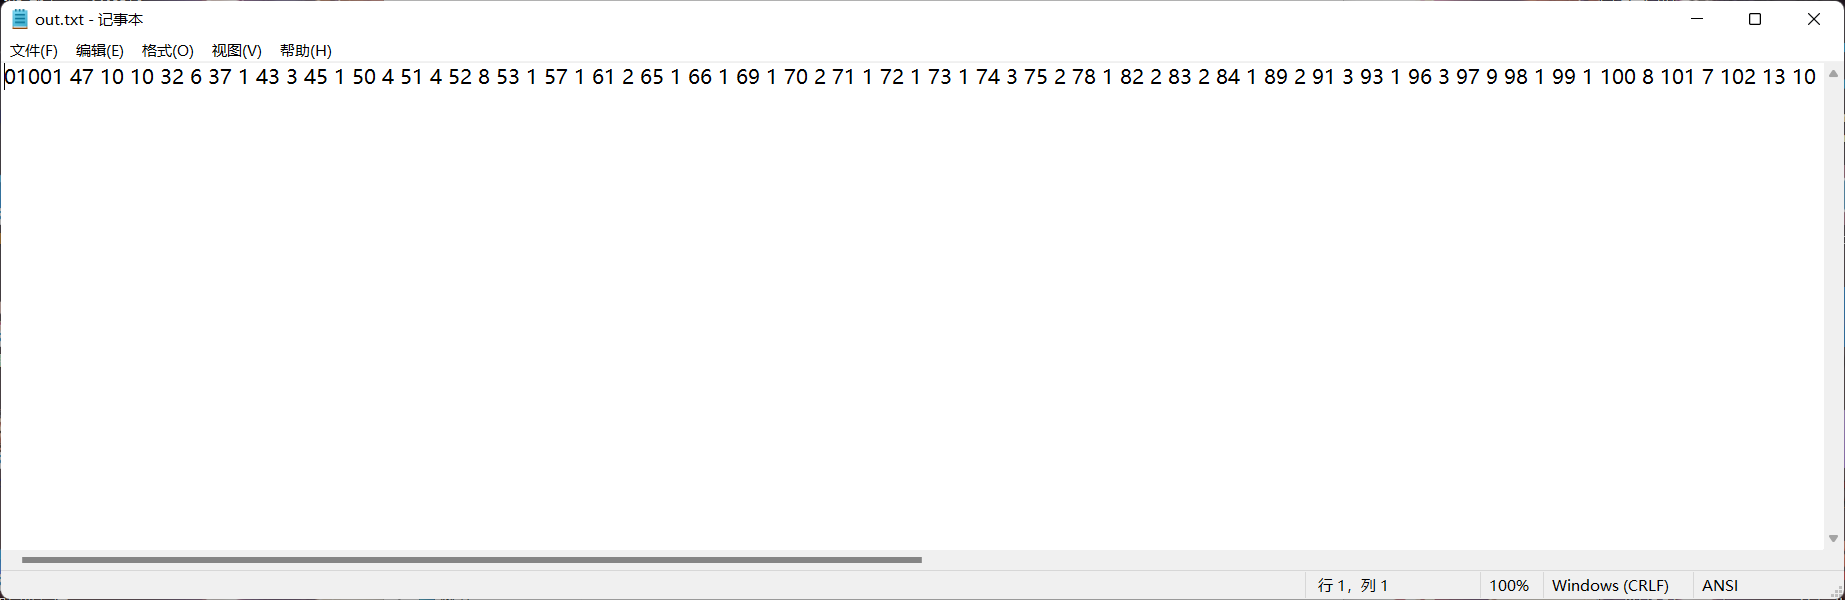 out.txt - 记事本
文件(F) 编辑(E) 格式(O) 视图(V) 帮助(H)
01001 47 10 10 32 6 37 1 43 3 45 1 50 4 51 4 52 8 53 1 57 1 61 2 65 1 66 1 69 1 70 2 71 1 72 1 73 1 74 3 75 2 78 1 82 2 83 2 84 1 89 2 91 3 93 1 96 3 97 9 98 1 99 1 100 8 101 7 102 13 10
行 1，列 1 100% Windows (CRLF) ANSI